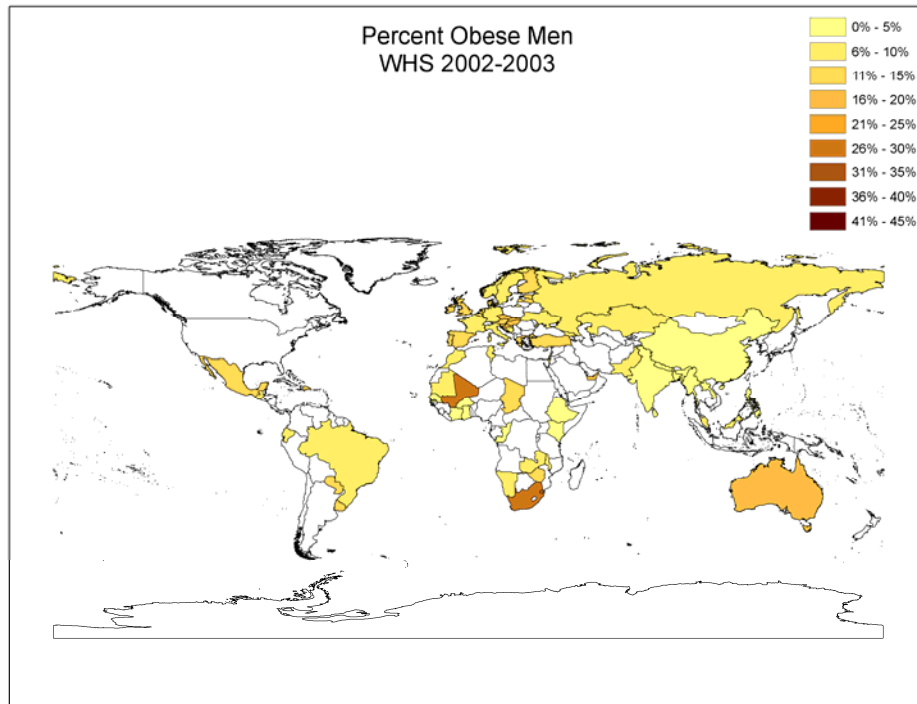 Percent Obese Men
WHS 2002-2003
0% - 5%
6% - 10%
11% - 15%
16% - 20%
21% - 25%
26% - 30%
31% - 35%
36% - 40%
41% - 45%